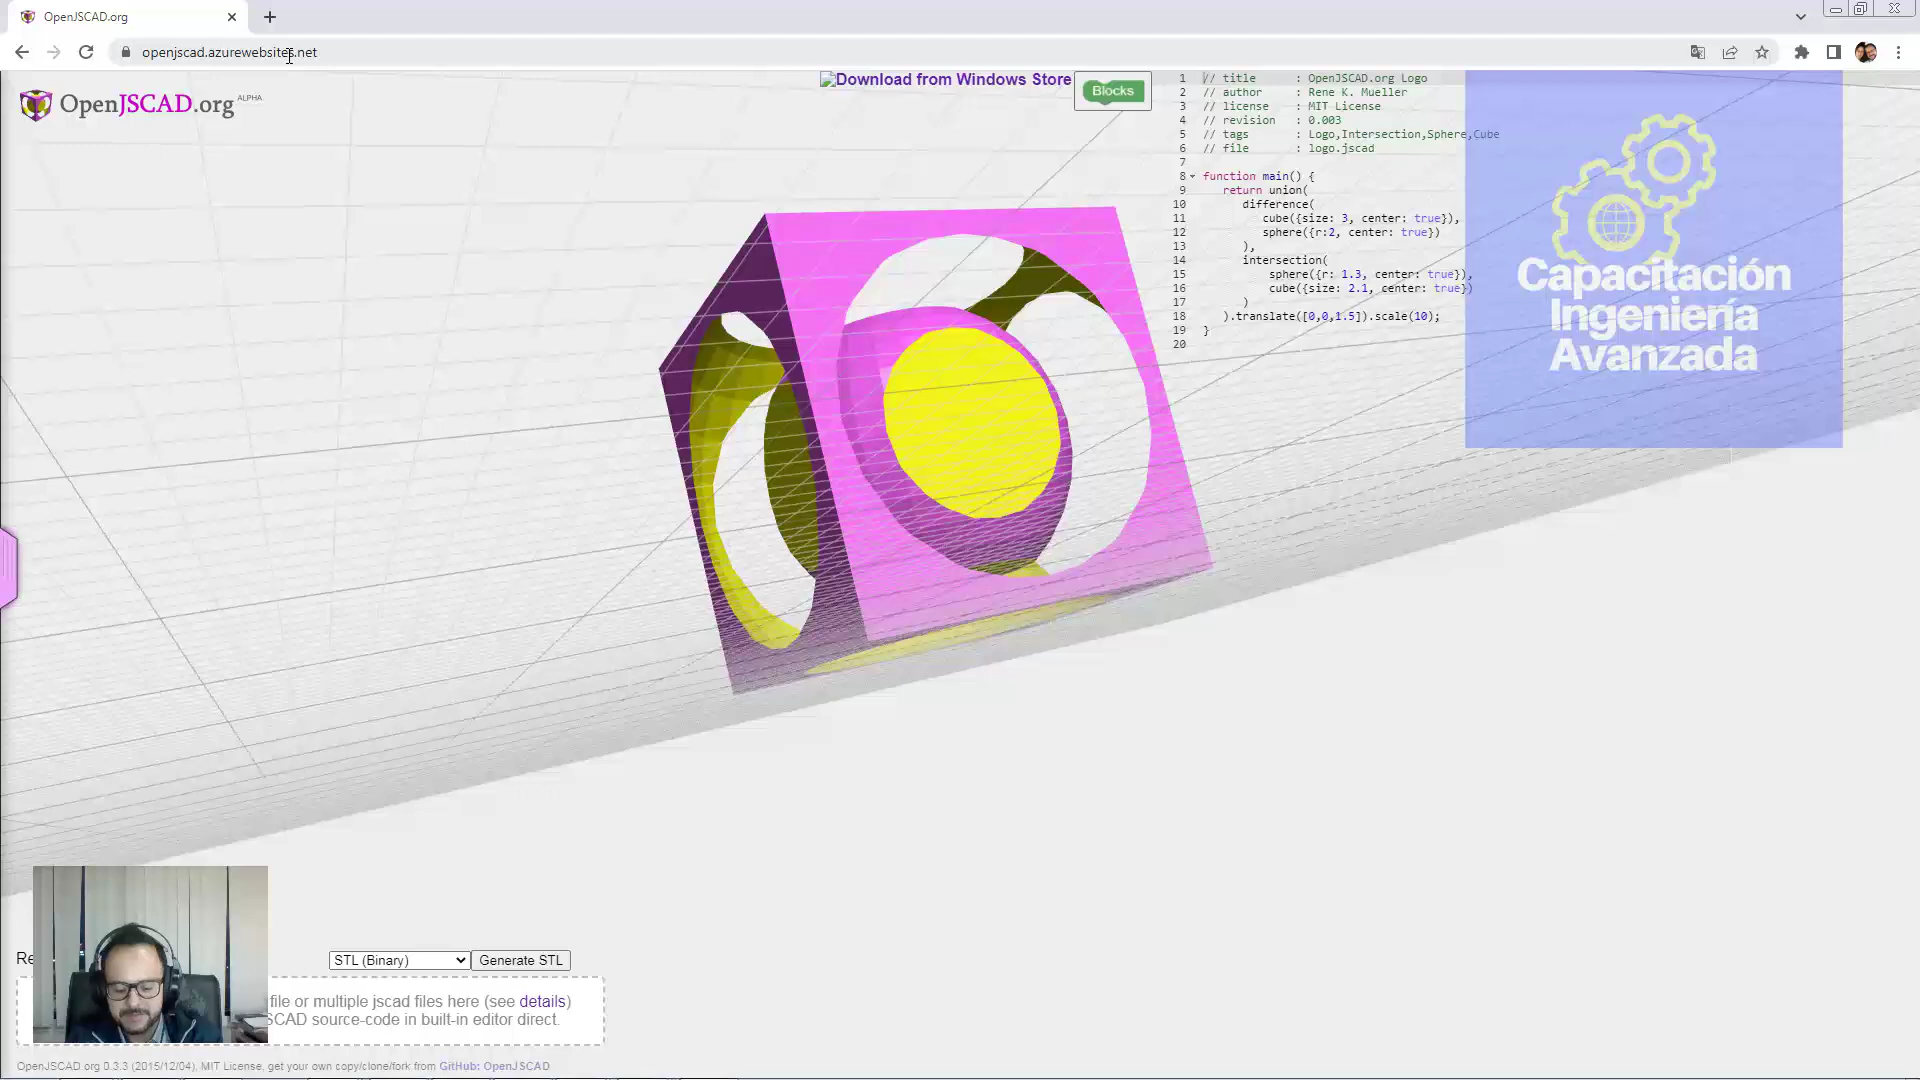 OpenJSCAD.org
openjscad.azurewebsites.net
OpenJSCAD.org ALPHA
Download from Windows Store
Blocks
1 // title : OpenJSCAD.org Logo
2 // author : Rene K. Mueller
3 // license : MIT License
4 // revision : 0.003
5 // tags : Logo,Intersection,Sphere,Cube
6 // file : logo.jscad
7
8 function main() {
9 return union(
10 difference(
11 cube({size: 3, center: true}),
12 sphere({r:2, center: true})
13 ),
14 intersection(
15 sphere({r: 1.3, center: true}),
16 cube({size: 2.1, center: true})
17 )
18 ).translate([0,0,1.5]).scale(10);
19 }
20
Capacitación
Ingeniería
Avanzada
Re
STL (Binary) Generate STL
file or multiple jscad files here (see details)
SCAD source-code in built-in editor direct.
OpenJSCAD.org 0.3.3 (2015/12/04), MIT License, get your own copy/clone/fork from GitHub: OpenJSCAD